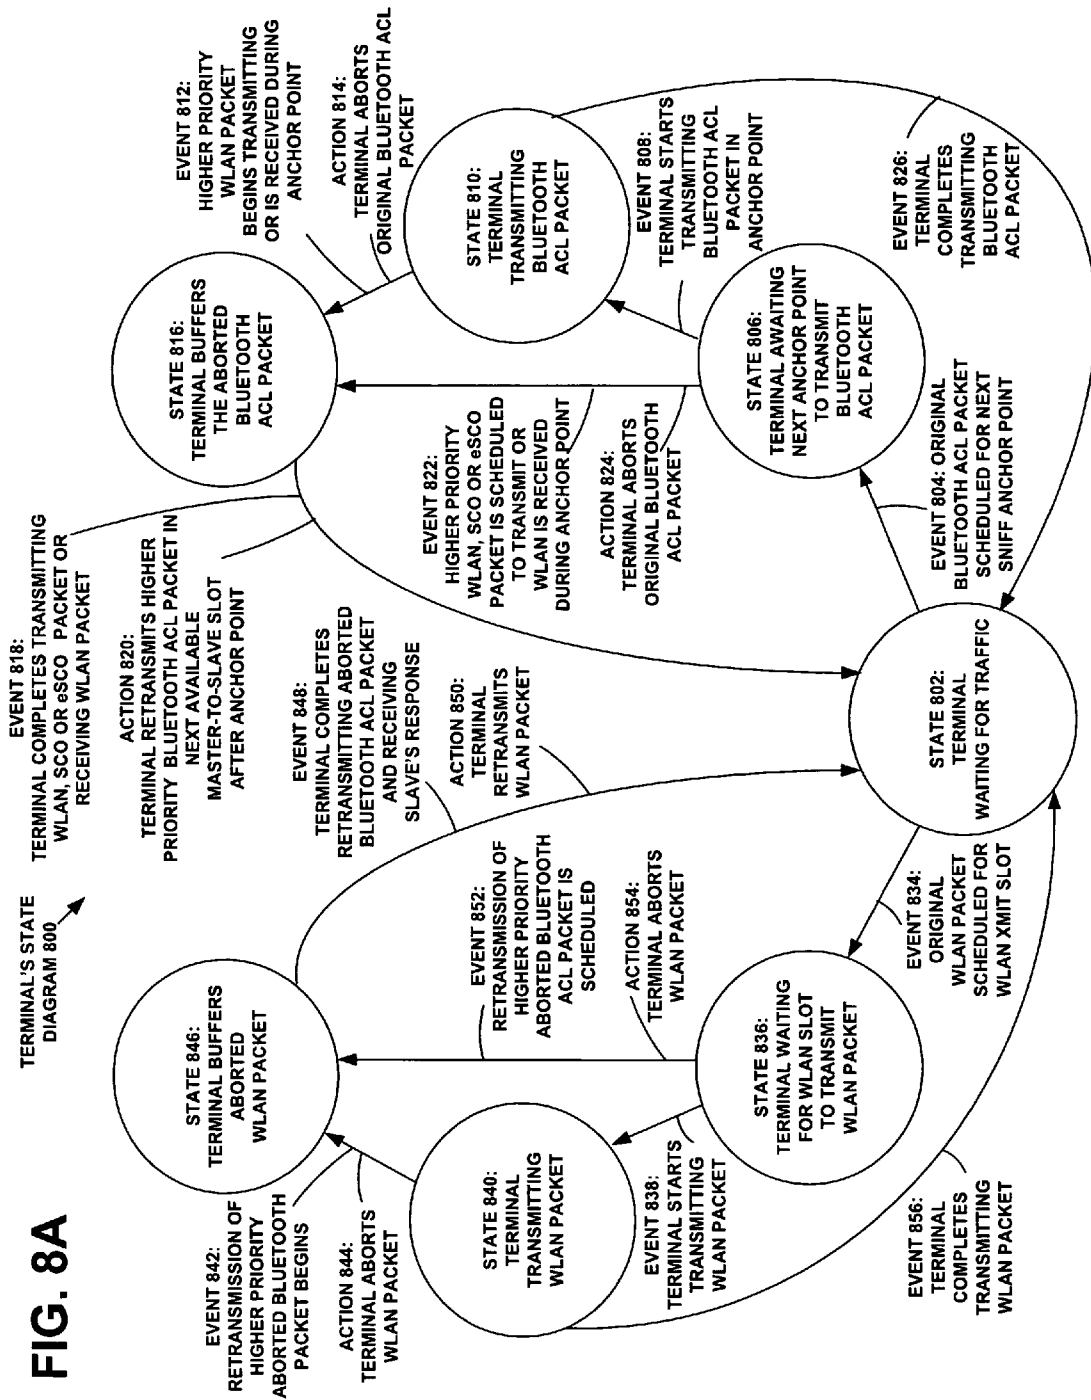 FIG. 8A
TERMINAL'S STATE
DIAGRAM 800
EVENT 842:
RETRANSMISSION OF
HIGHER PRIORITY
ABORTED BLUETOOTH
PACKET BEGINS
ACTION 844:
TERMINAL ABORTS
WLAN PACKET
STATE 846:
TERMINAL BUFFERS
ABORTED
WLAN PACKET
STATE 840:
TERMINAL
TRANSMITTING
WLAN PACKET
EVENT 838:
TERMINAL STARTS
TRANSMITTING
WLAN PACKET
STATE 836:
TERMINAL WAITING
FOR WLAN SLOT
TO TRANSMIT
WLAN PACKET
EVENT 852:
RETRANSMISSION OF
HIGHER PRIORITY
ABORTED BLUETOOTH
ACL PACKET IS
SCHEDULED
ACTION 854:
TERMINAL ABORTS
WLAN PACKET
EVENT 834:
ORIGINAL
WLAN PACKET
SCHEDULED FOR
WLAN XMIT SLOT
EVENT 856:
TERMINAL
COMPLETES
TRANSMITTING
WLAN PACKET
EVENT 848:
TERMINAL COMPLETES
RETRANSMITTING ABORTED
BLUETOOTH ACL PACKET
AND RECEIVING
SLAVE'S RESPONSE
ACTION 850:
TERMINAL
RETRANSMITS
WLAN PACKET
STATE 802:
TERMINAL
WAITING FOR TRAFFIC
EVENT 818:
TERMINAL COMPLETES TRANSMITTING
WLAN, SCO OR eSCO PACKET OR
RECEIVING WLAN PACKET
ACTION 820:
TERMINAL RETRANSMITS HIGHER
PRIORITY BLUETOOTH ACL PACKET IN
NEXT AVAILABLE
MASTER-TO-SLAVE SLOT
AFTER ANCHOR POINT
STATE 816:
TERMINAL BUFFERS
THE ABORTED
BLUETOOTH
ACL PACKET
EVENT 822:
HIGHER PRIORITY
WLAN, SCO OR eSCO
PACKET IS SCHEDULED
TO TRANSMIT OR
WLAN IS RECEIVED
DURING ANCHOR POINT
ACTION 824:
TERMINAL ABORTS
ORIGINAL BLUETOOTH
ACL PACKET
STATE 806:
TERMINAL AWAITING
NEXT ANCHOR POINT
TO TRANSMIT
BLUETOOTH
ACL PACKET
EVENT 804: ORIGINAL
BLUETOOTH ACL PACKET
SCHEDULED FOR NEXT
SNIFF ANCHOR POINT
EVENT 812:
HIGHER PRIORITY
WLAN PACKET
BEGINS TRANSMITTING
OR IS RECEIVED DURING
ANCHOR POINT
ACTION 814:
TERMINAL ABORTS
ORIGINAL BLUETOOTH ACL
PACKET
STATE 810:
TERMINAL
TRANSMITTING
BLUETOOTH
ACL PACKET
EVENT 808:
TERMINAL STARTS
TRANSMITTING
BLUETOOTH ACL
PACKET IN
ANCHOR POINT
EVENT 826:
TERMINAL
COMPLETES
TRANSMITTING
BLUETOOTH
ACL PACKET